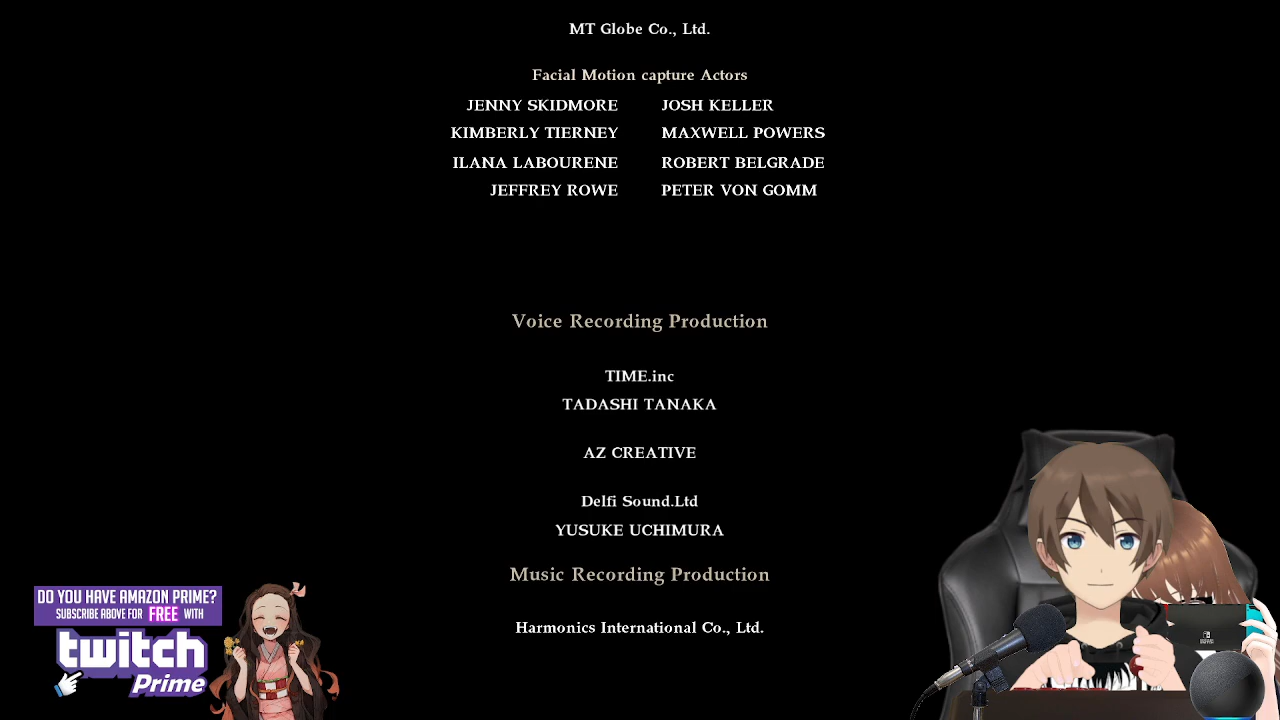 MT Globe Co., Ltd.
Facial Motion capture Actors
JENNY SKIDMORE JOSH KELLER
KIMBERLY TIERNEY MAXWELL POWERS
ILANA LABOURENE ROBERT BELGRADE
JEFFREY ROWE PETER VON GOMM
Voice Recording Production
TIME.inc
TADASHI TANAKA
AZ CREATIVE
Delfi Sound.Ltd
YUSUKE UCHIMURA
Music Recording Production
Harmonics International Co., Ltd.
DO YOU HAVE AMAZON PRIME?
SUBSCRIBE ABOVE FOR FREE WITH
twitch
Prime